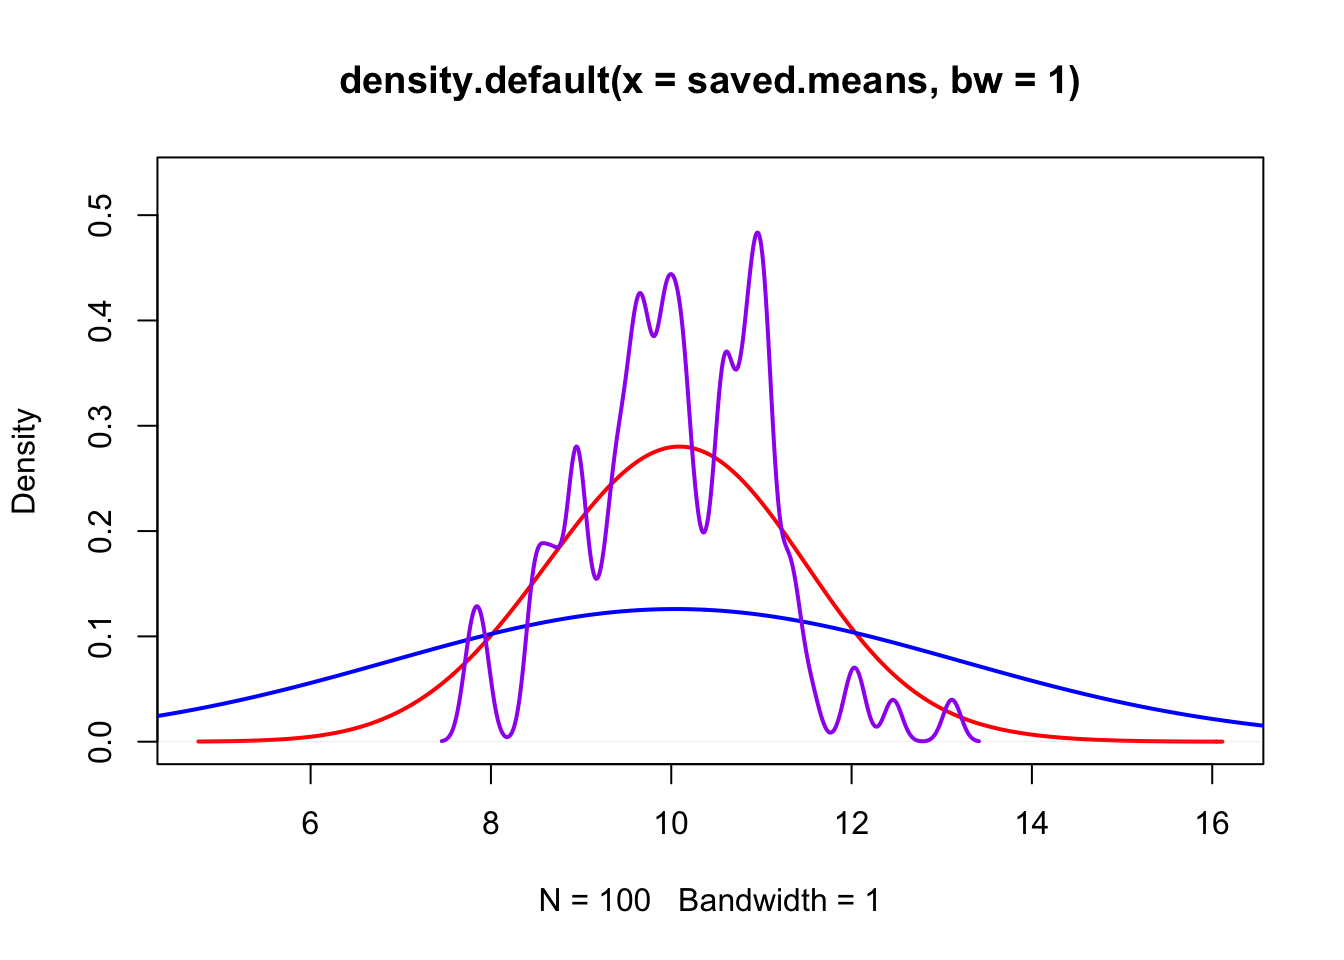 density.default(x = saved.means, bw = 1)
Density
0.5
0.4
0.3
0.2
0.1
0.0
6 8 10 12 14 16
N = 100 Bandwidth = 1